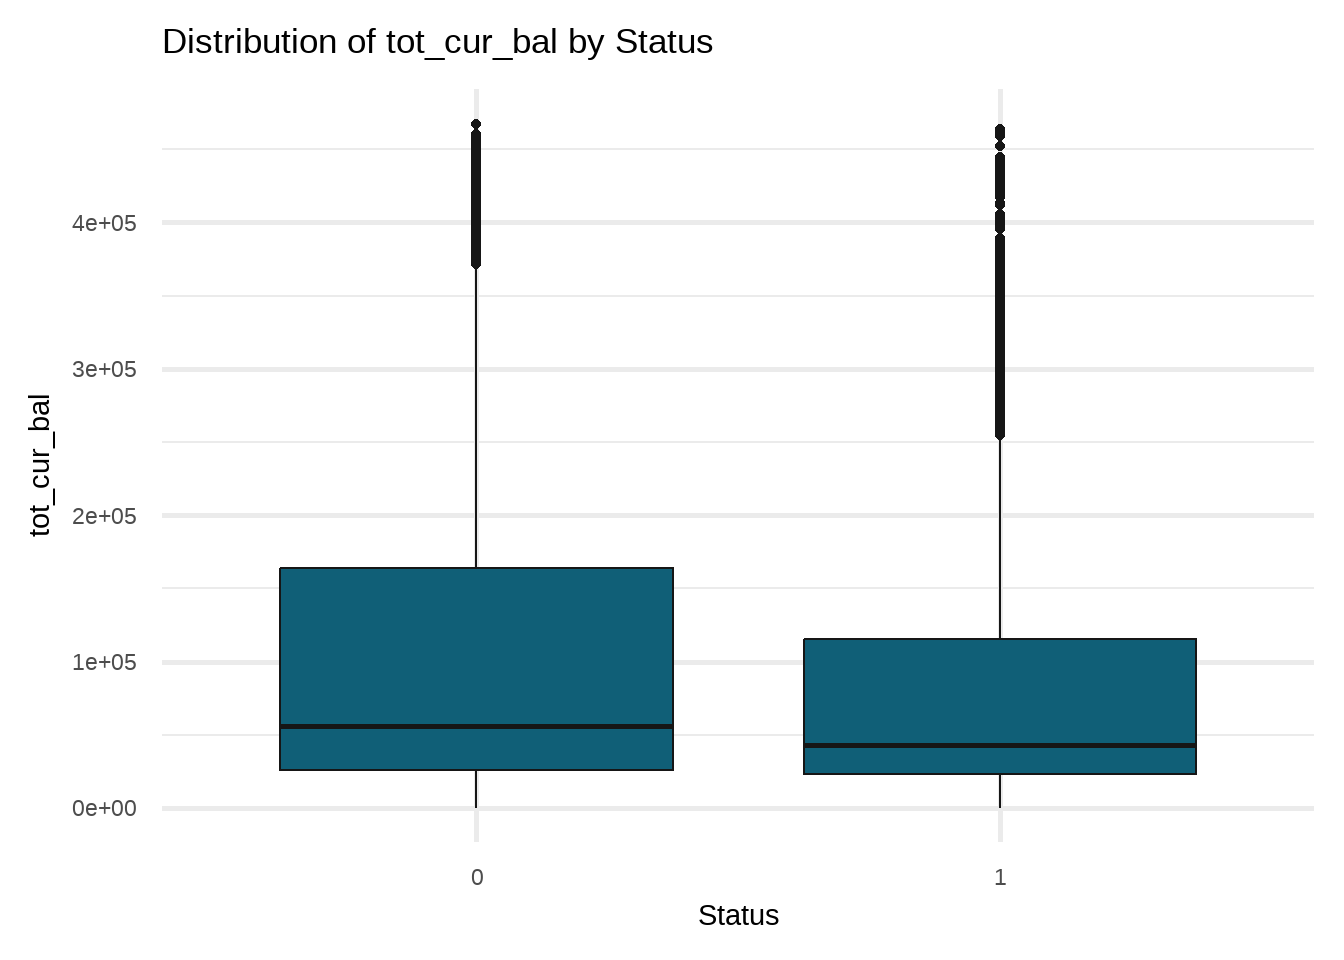 Distribution of tot_cur_bal by Status
tot_cur_bal
4e+05
3e+05
2e+05
1e+05
0e+00
0 1
Status